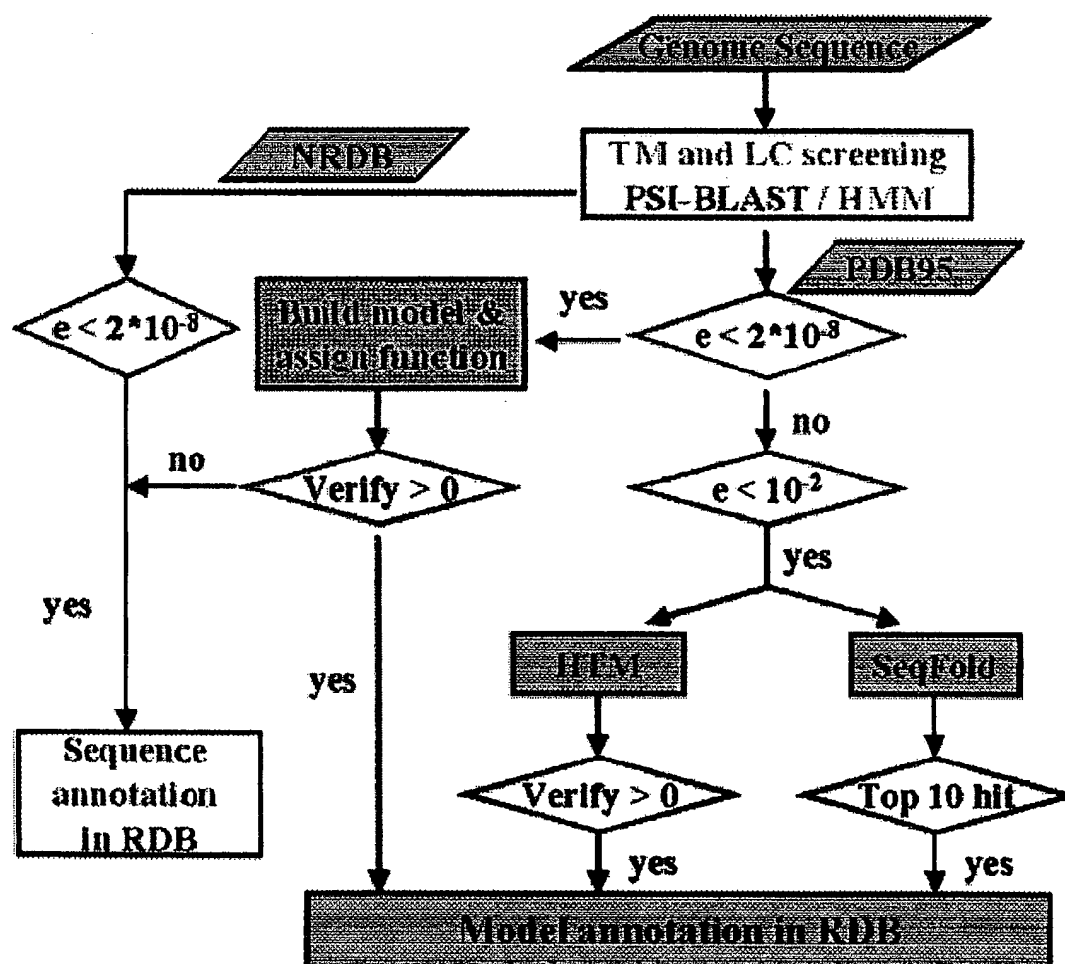 Genome Sequence
NRDB
TM and LC screening
PSI-BLAST / HMM
PDB95
e < 2*10-8
Build model &
assign function
yes
e < 2*10-8
no
no
Verify > 0
e < 10-2
yes
yes
yes
HTM
SeqFold
Sequence
annotation
in RDB
Verify > 0
Top 10 hit
yes
yes
Model annotation in RDB